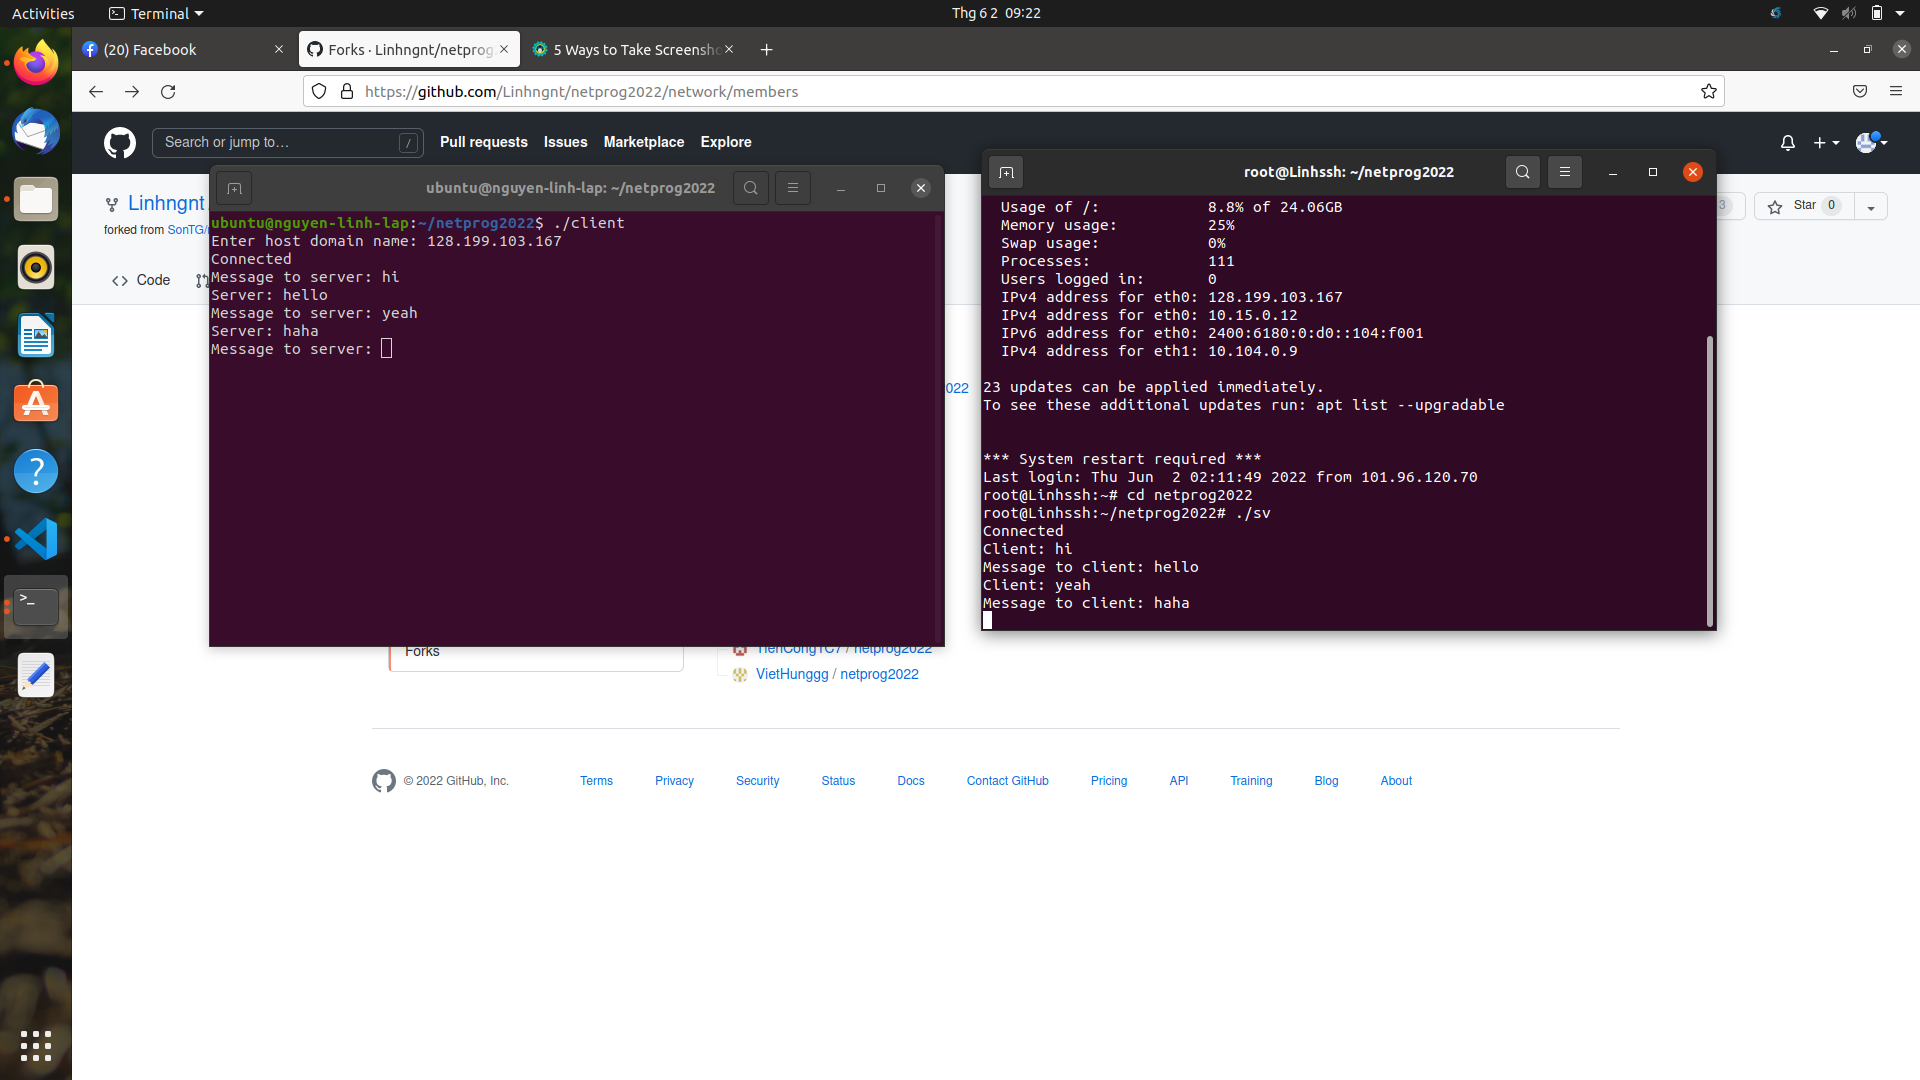 Activities
Terminal
Thg 6 2 09:22
(20) Facebook
Forks · Linhngnt/netprog
5 Ways to Take Screensho
https://github.com/Linhngnt/netprog2022/network/members
Search or jump to…
/
Pull requests
Issues
Marketplace
Explore
Linhngnt
forked from SonTG/
3
Star 0
Code
ubuntu@nguyen-linh-lap: ~/netprog2022
ubuntu@nguyen-linh-lap:~/netprog2022$ ./client
Enter host domain name: 128.199.103.167
Connected
Message to server: hi
Server: hello
Message to server: yeah
Server: haha
Message to server:
022
root@Linhssh: ~/netprog2022
Usage of /: 8.8% of 24.06GB
Memory usage: 25%
Swap usage: 0%
Processes: 111
Users logged in: 0
IPv4 address for eth0: 128.199.103.167
IPv4 address for eth0: 10.15.0.12
IPv6 address for eth0: 2400:6180:0:d0::104:f001
IPv4 address for eth1: 10.104.0.9
23 updates can be applied immediately.
To see these additional updates run: apt list --upgradable
*** System restart required ***
Last login: Thu Jun  2 02:11:49 2022 from 101.96.120.70
root@Linhssh:~# cd netprog2022
root@Linhssh:~/netprog2022# ./sv
Connected
Client: hi
Message to client: hello
Client: yeah
Message to client: haha
Forks
TienCongTC7 / netprog2022
VietHunggg / netprog2022
© 2022 GitHub, Inc.
Terms
Privacy
Security
Status
Docs
Contact GitHub
Pricing
API
Training
Blog
About